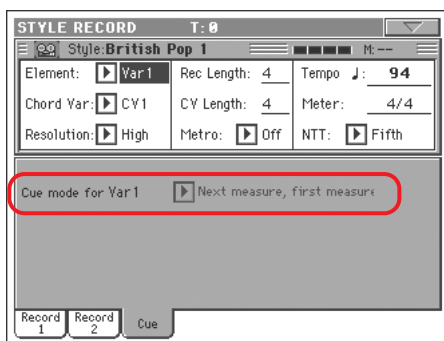 STYLE RECORD T:0
Style:British Pop 1 M:--
Element: Var1 Rec Length: 4 Tempo ♩: 94
Chord Var: CV1 CV Length: 4 Meter: 4/4
Resolution: High Metro: Off NTT: Fifth
Cue mode for Var1 Next measure, first measure
Record 1 Record 2 Cue